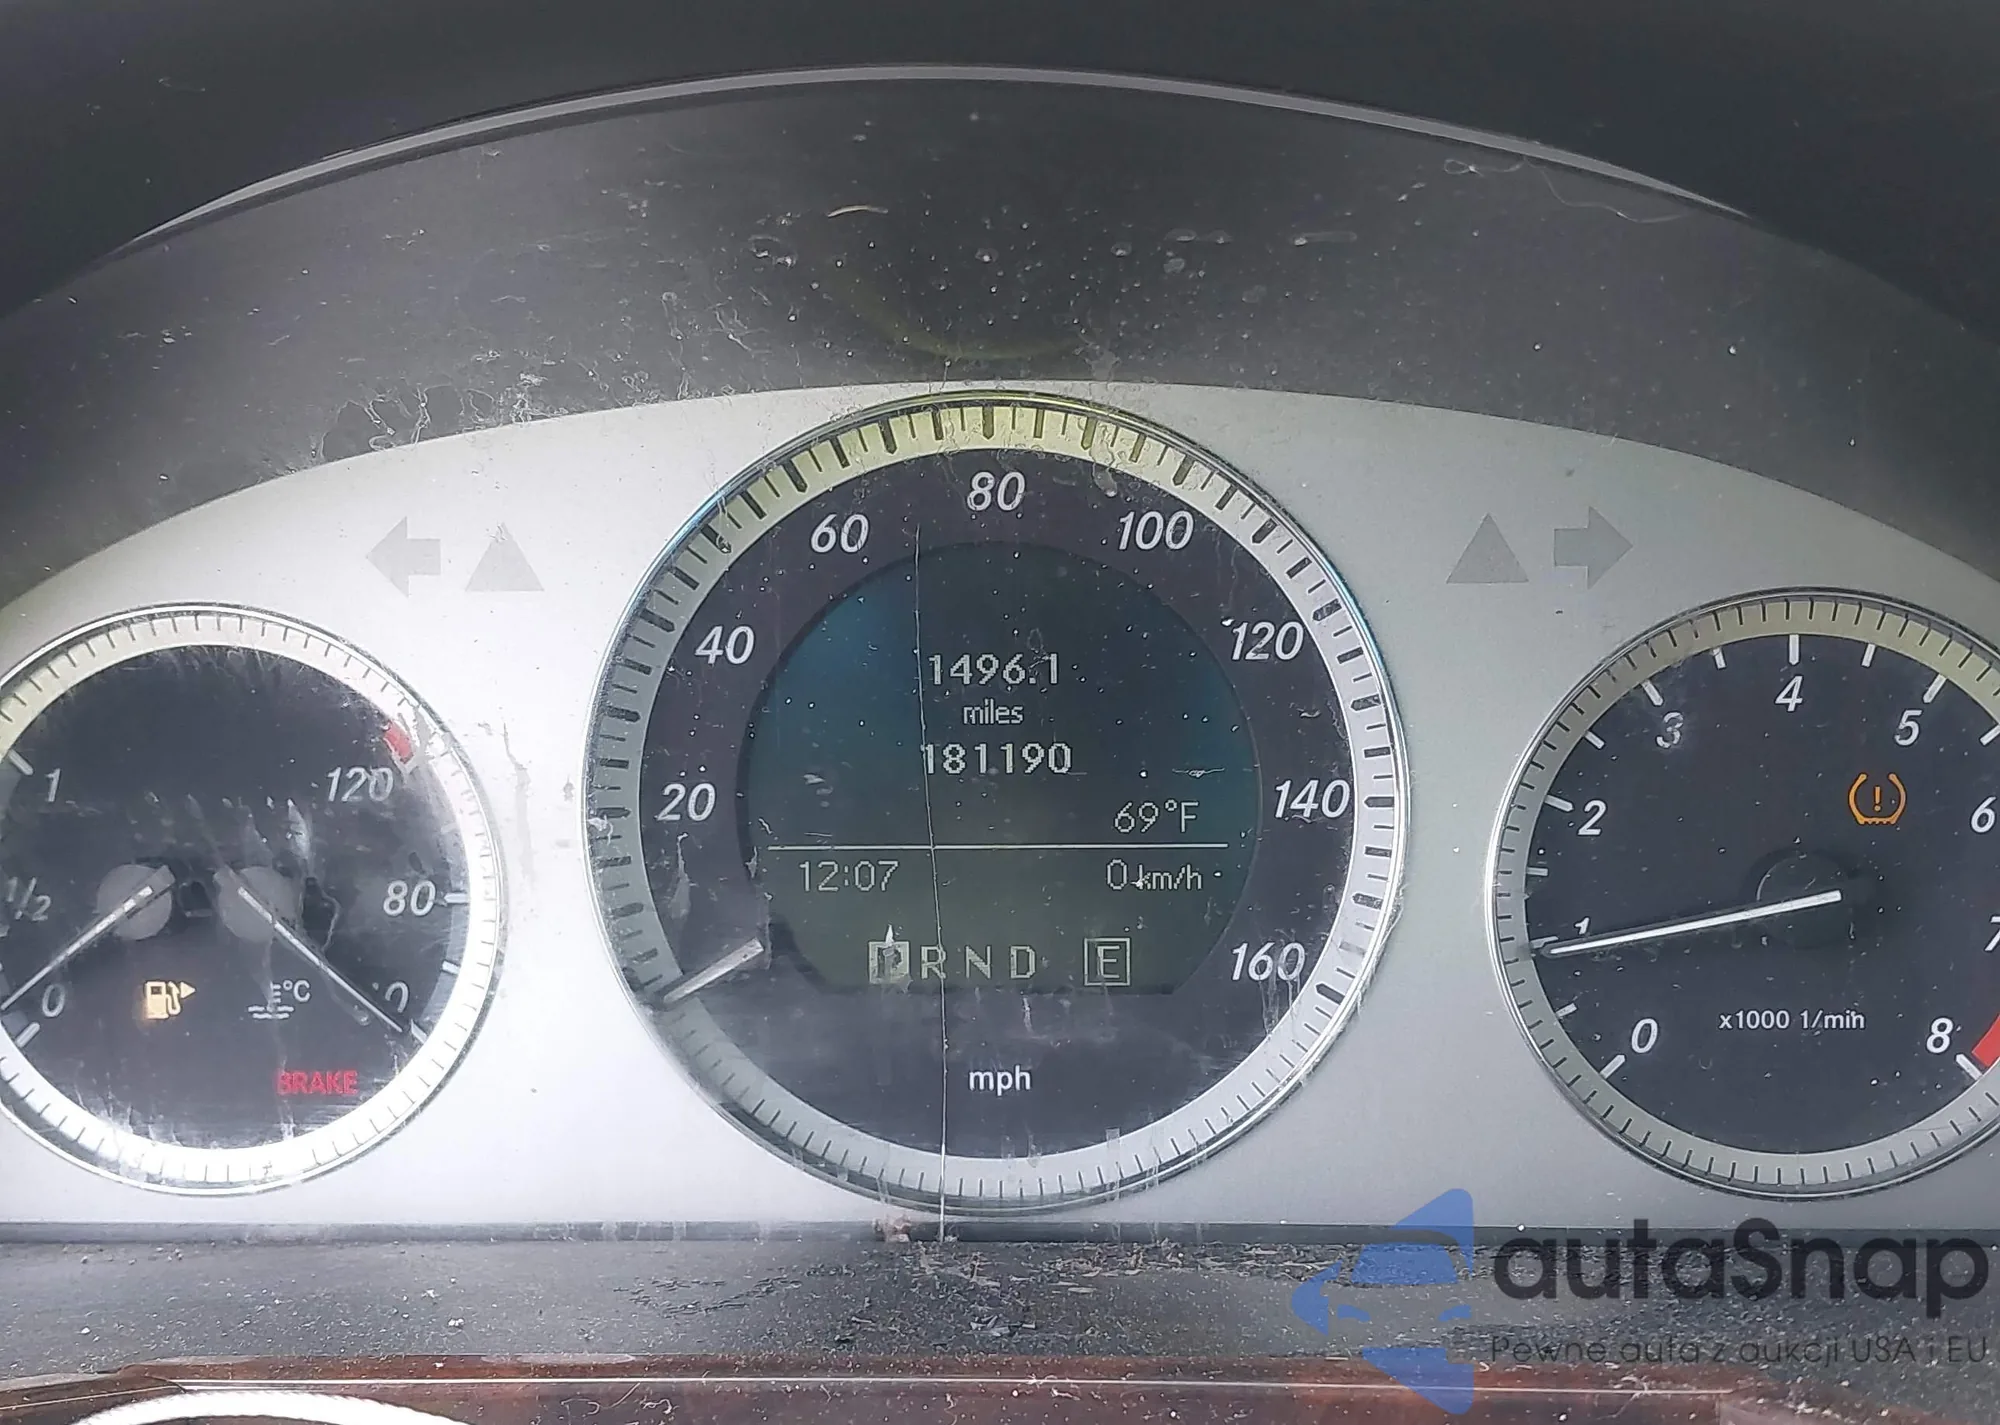 80
60
100
40
120
20
140
160
1496.1
miles
181190
69°F
12:07
0 km/h
P R N D E
mph
1
120
1/2
80
0
°C
BRAKE
4
3
5
2
6
1
7
0
x1000 1/min
8
autaSnap
Pewne auta z aukcji USA i EU